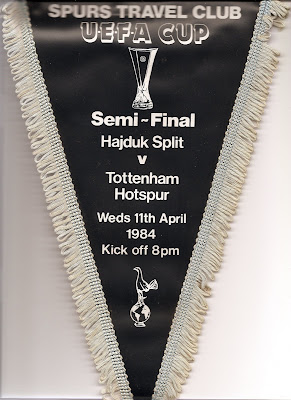 SPURS TRAVEL CLUB
UEFA CUP
Semi~Final
Hajduk Split
v
Tottenham
Hotspur
Weds 11th April
1984
Kick off 8pm